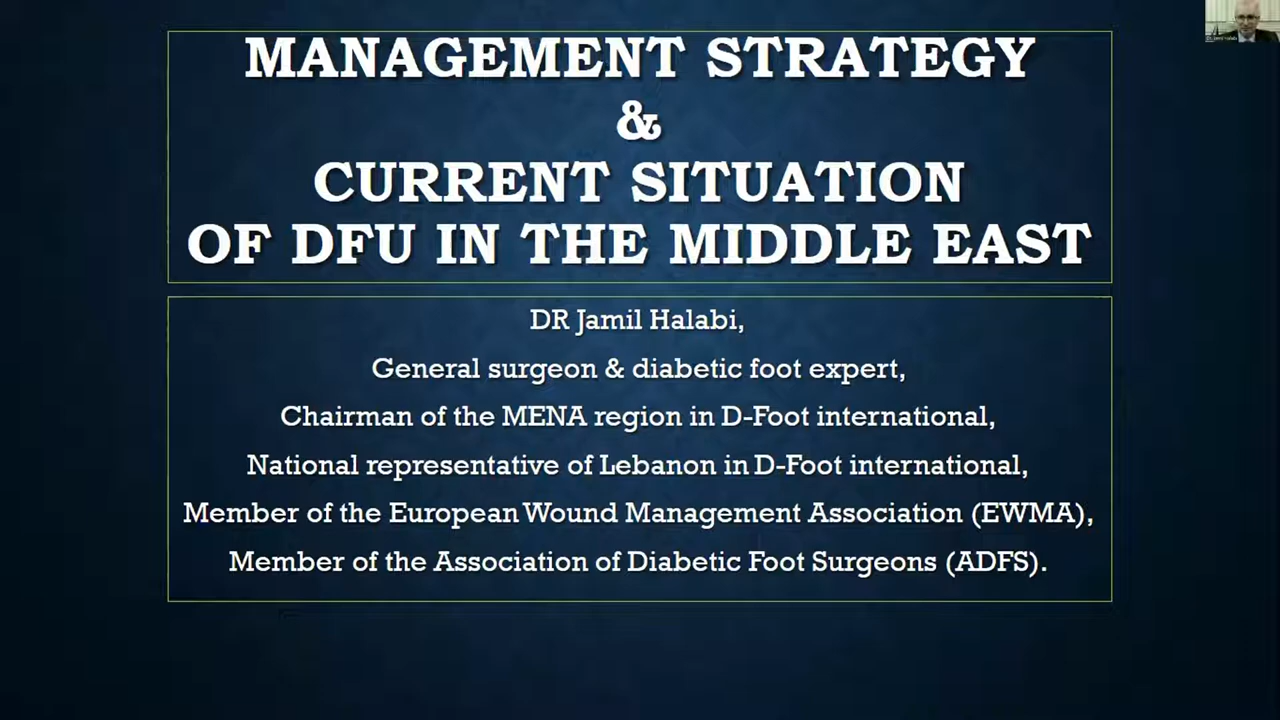 MANAGEMENT STRATEGY
&
CURRENT SITUATION
OF DFU IN THE MIDDLE EAST
DR Jamil Halabi,
General surgeon & diabetic foot expert,
Chairman of the MENA region in D-Foot international,
National representative of Lebanon in D-Foot international,
Member of the European Wound Management Association (EWMA),
Member of the Association of Diabetic Foot Surgeons (ADFS).